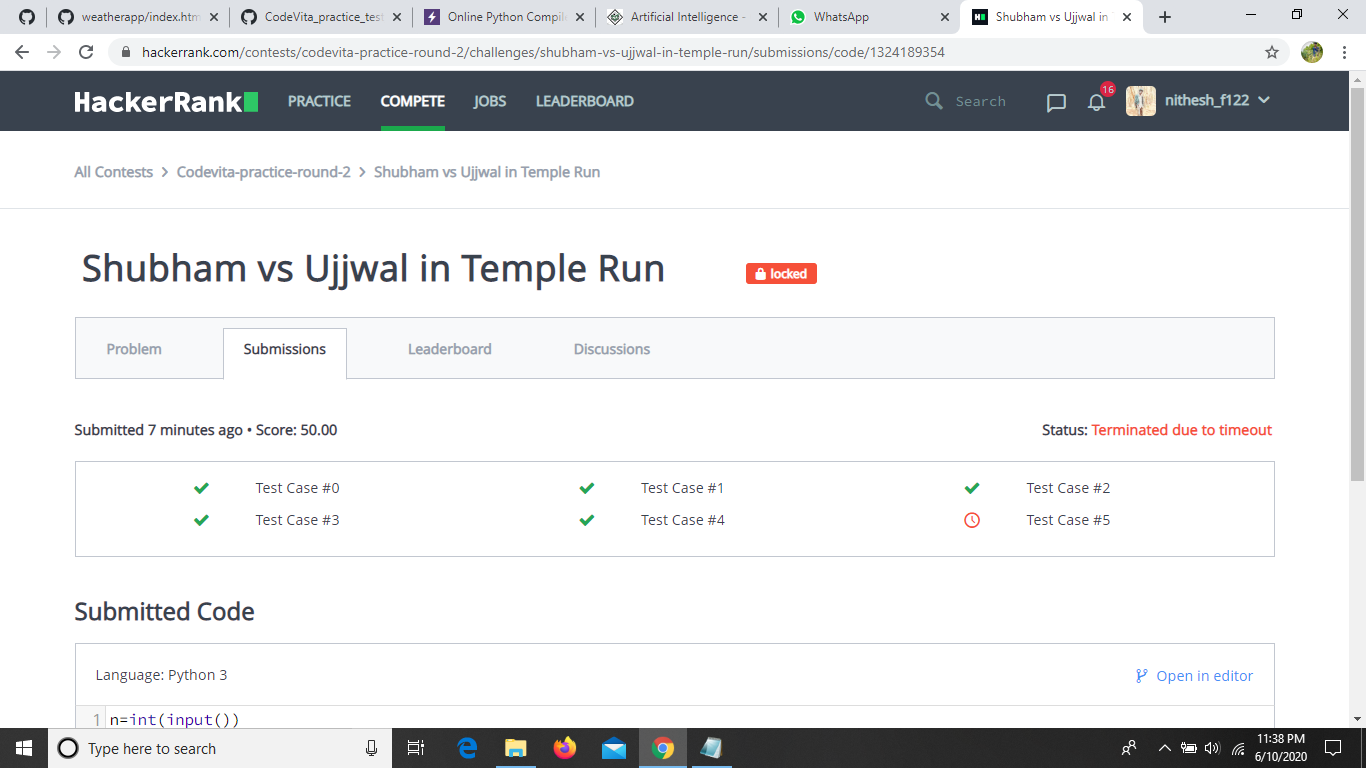 weatherapp/index.htm
CodeVita_practice_test
Online Python Compile
Artificial Intelligence -
WhatsApp
Shubham vs Ujjwal in T
hackerrank.com/contests/codevita-practice-round-2/challenges/shubham-vs-ujjwal-in-temple-run/submissions/code/1324189354
HackerRank PRACTICE COMPETE JOBS LEADERBOARD Search 16 nithesh_f122
All Contests > Codevita-practice-round-2 > Shubham vs Ujjwal in Temple Run
Shubham vs Ujjwal in Temple Run locked
Problem Submissions Leaderboard Discussions
Submitted 7 minutes ago • Score: 50.00 Status: Terminated due to timeout
Test Case #0 Test Case #1 Test Case #2
Test Case #3 Test Case #4 Test Case #5
Submitted Code
Language: Python 3 Open in editor
1 n=int(input())
Type here to search
11:38 PM
6/10/2020